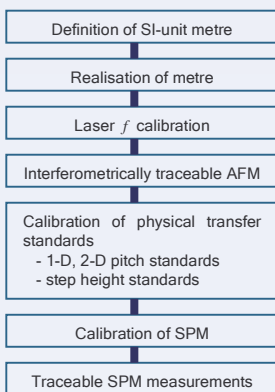 Definition of SI-unit metre
Realisation of metre
Laser f calibration
Interferometrically traceable AFM
Calibration of physical transfer
standards
- 1-D, 2-D pitch standards
- step height standards
Calibration of SPM
Traceable SPM measurements